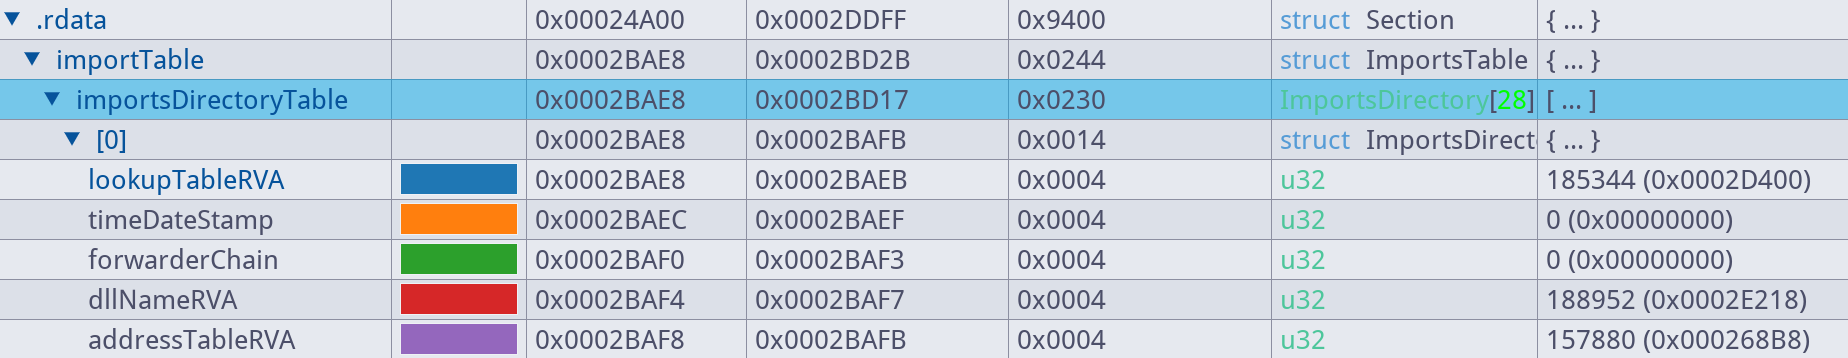 .rdata 0x00024A00 0x0002DDFF 0x9400 struct Section { ... }
importTable 0x0002BAE8 0x0002BD2B 0x0244 struct ImportsTable { ... }
importsDirectoryTable 0x0002BAE8 0x0002BD17 0x0230 ImportsDirectory[28] [ ... ]
[0] 0x0002BAE8 0x0002BAFB 0x0014 struct ImportsDirect { ... }
lookupTableRVA 0x0002BAE8 0x0002BAEB 0x0004 u32 185344 (0x0002D400)
timeDateStamp 0x0002BAEC 0x0002BAEF 0x0004 u32 0 (0x00000000)
forwarderChain 0x0002BAF0 0x0002BAF3 0x0004 u32 0 (0x00000000)
dllNameRVA 0x0002BAF4 0x0002BAF7 0x0004 u32 188952 (0x0002E218)
addressTableRVA 0x0002BAF8 0x0002BAFB 0x0004 u32 157880 (0x000268B8)